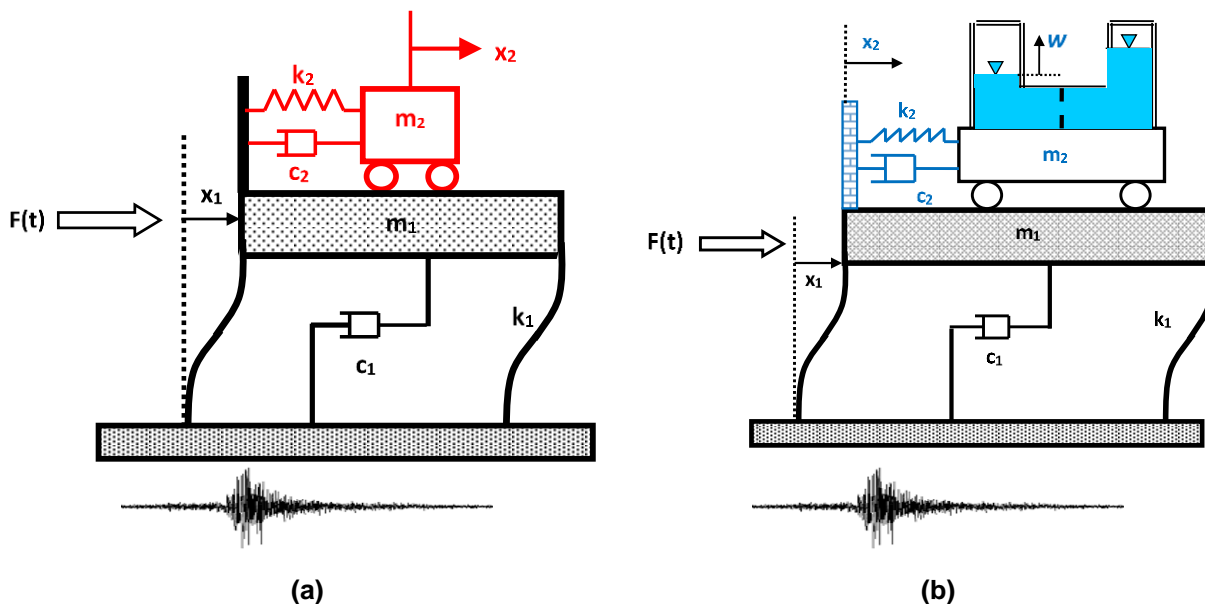 x₂
k₂
m₂
c₂
x₁
F(t)
m₁
k₁
c₁
(a)
x₂
w
k₂
m₂
c₂
F(t)
m₁
x₁
k₁
c₁
(b)